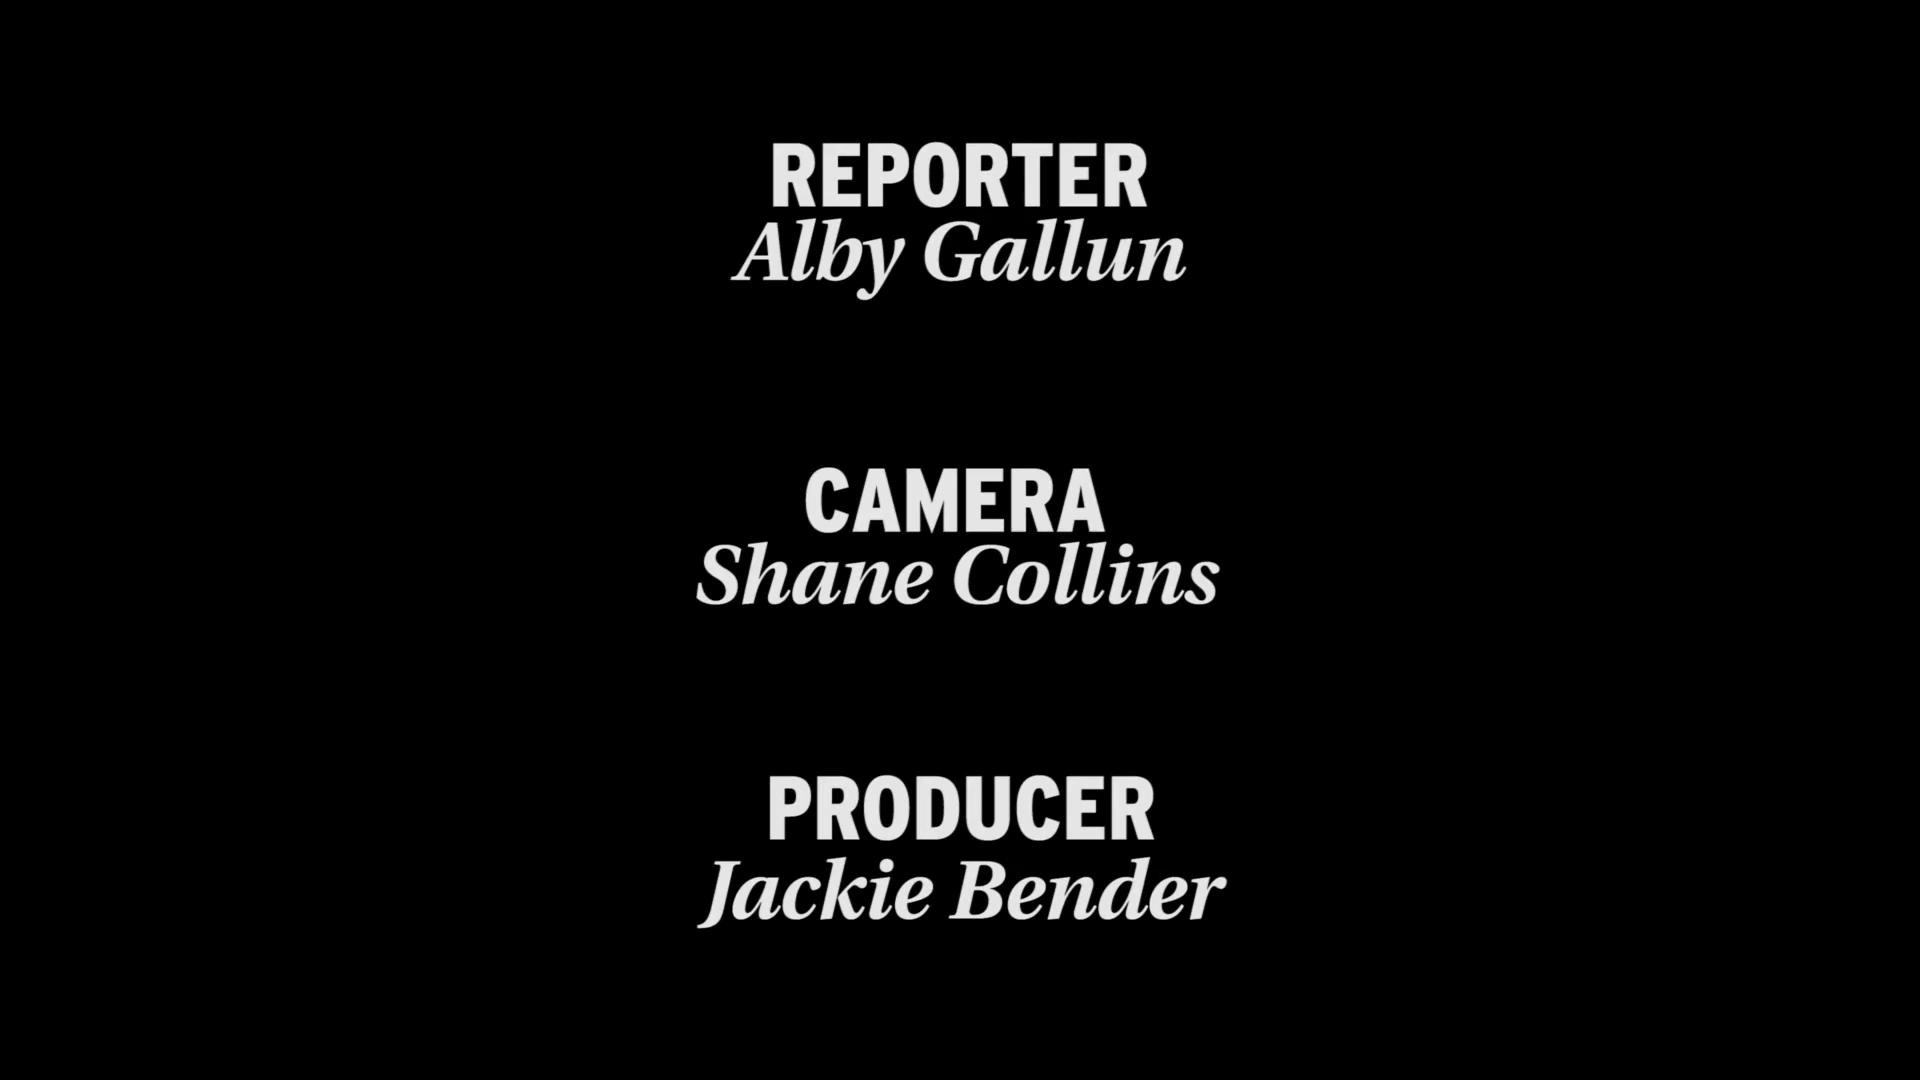 REPORTER
Alby Gallun
CAMERA
Shane Collins
PRODUCER
Jackie Bender